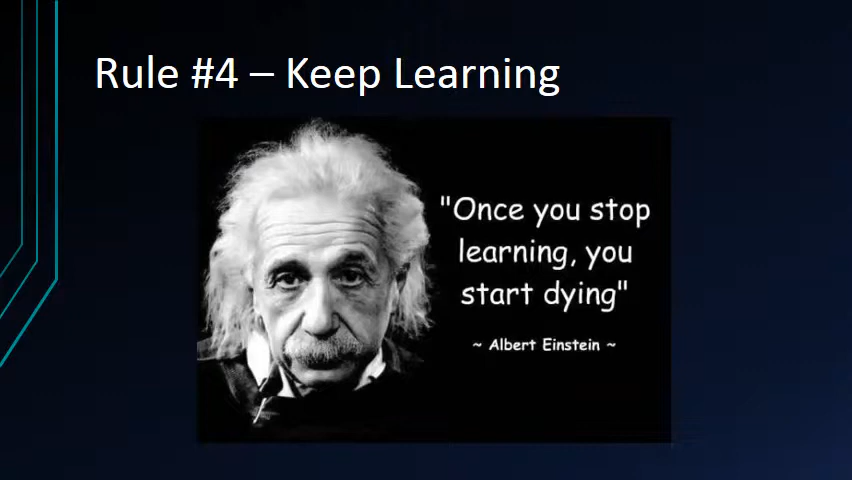 Rule #4 – Keep Learning
"Once you stop
learning, you
start dying"
~ Albert Einstein ~